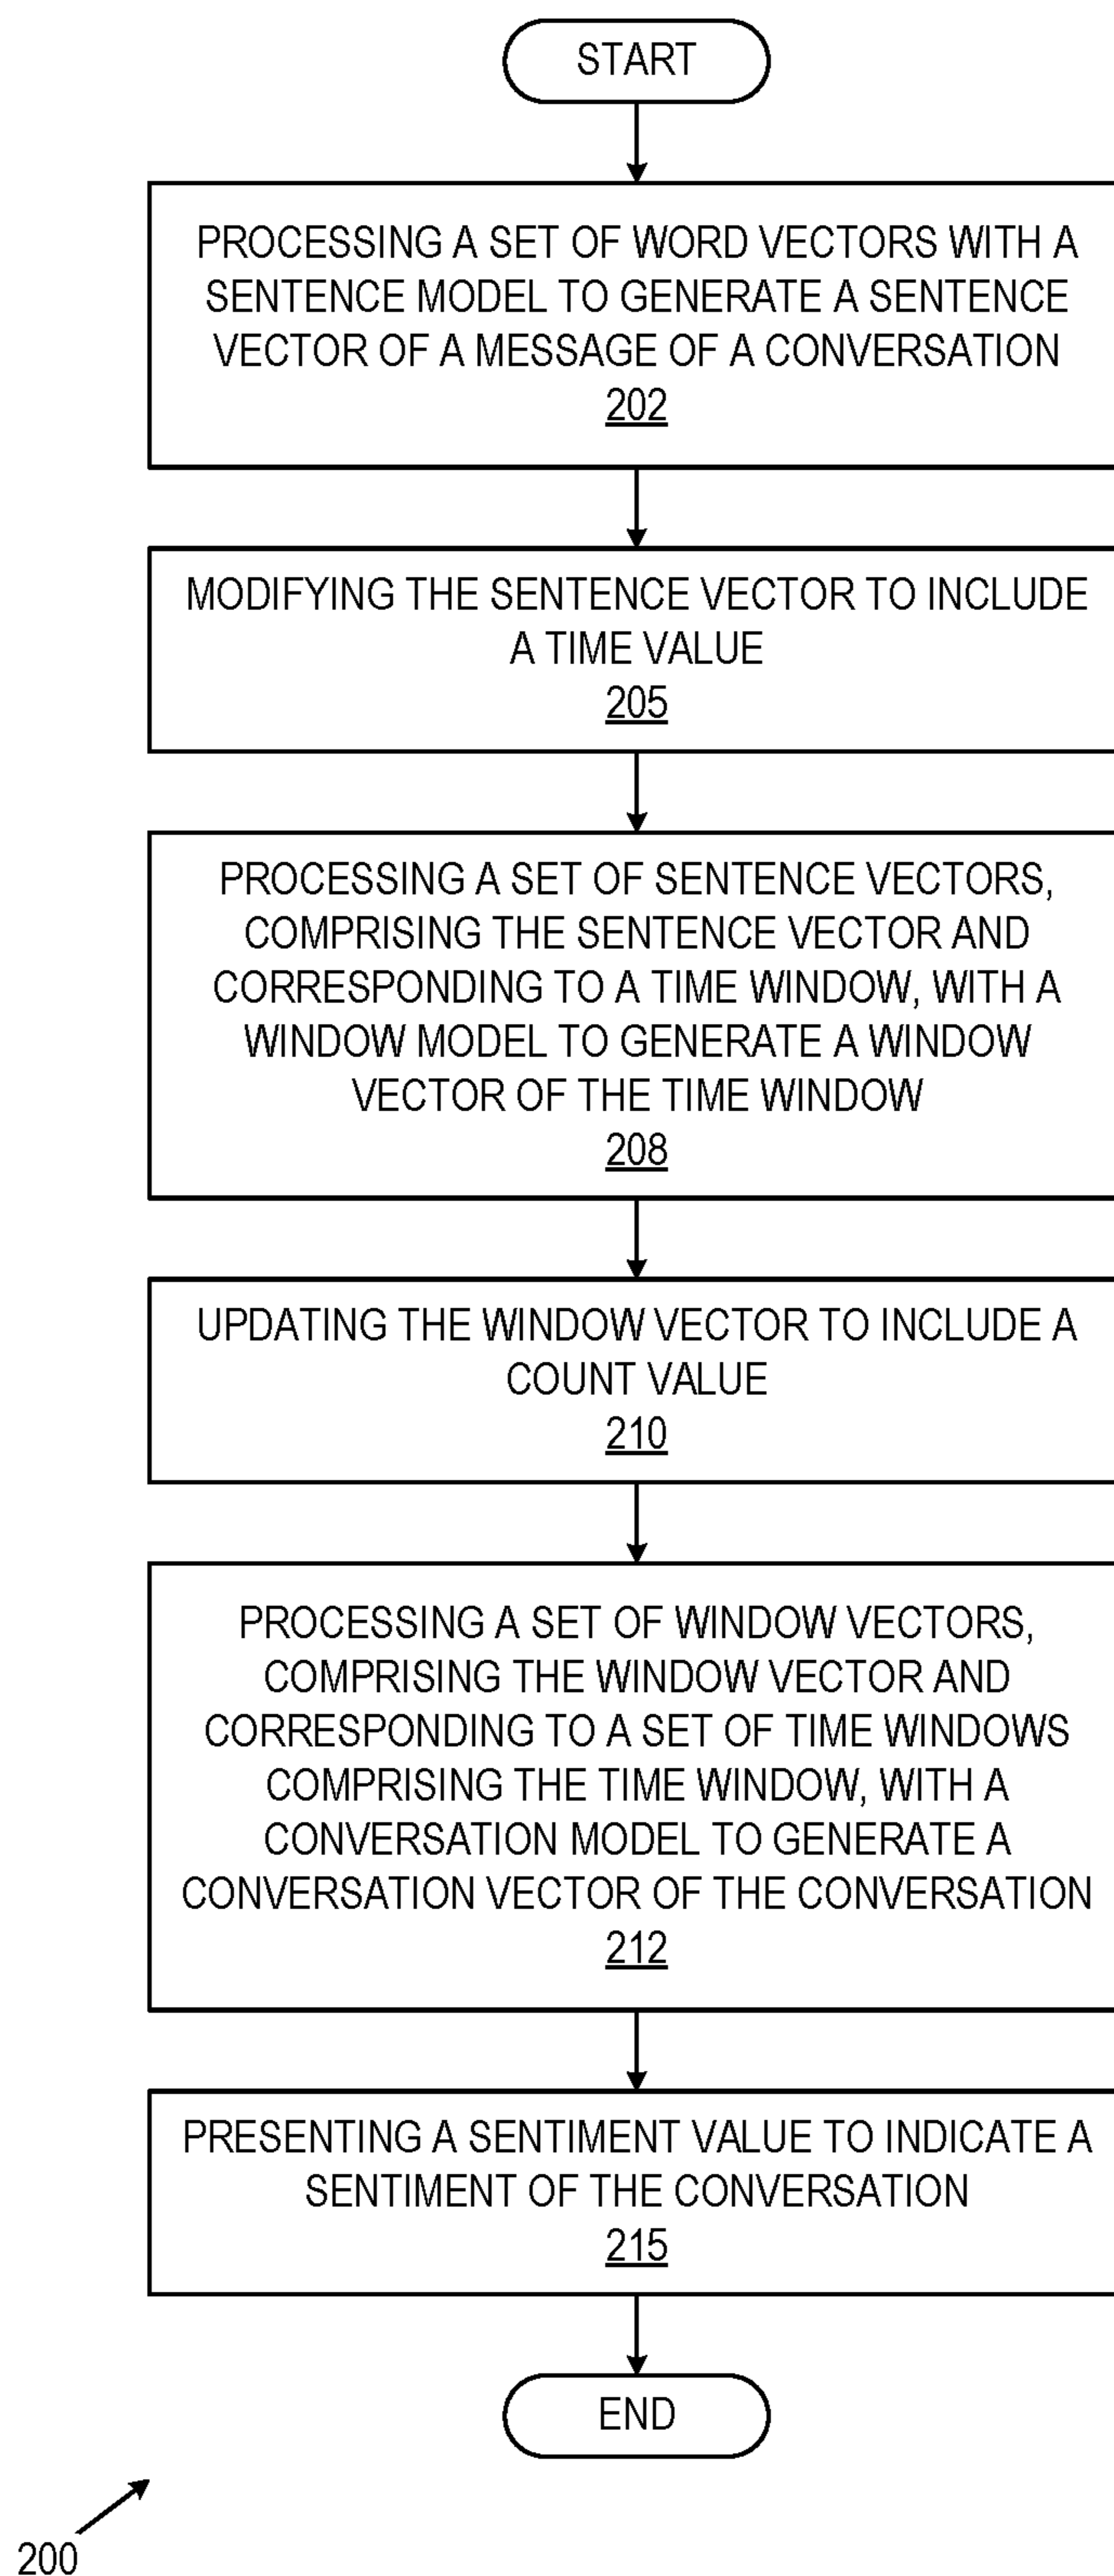 START
PROCESSING A SET OF WORD VECTORS WITH A
SENTENCE MODEL TO GENERATE A SENTENCE
VECTOR OF A MESSAGE OF A CONVERSATION
202
MODIFYING THE SENTENCE VECTOR TO INCLUDE
A TIME VALUE
205
PROCESSING A SET OF SENTENCE VECTORS,
COMPRISING THE SENTENCE VECTOR AND
CORRESPONDING TO A TIME WINDOW, WITH A
WINDOW MODEL TO GENERATE A WINDOW
VECTOR OF THE TIME WINDOW
208
UPDATING THE WINDOW VECTOR TO INCLUDE A
COUNT VALUE
210
PROCESSING A SET OF WINDOW VECTORS,
COMPRISING THE WINDOW VECTOR AND
CORRESPONDING TO A SET OF TIME WINDOWS
COMPRISING THE TIME WINDOW, WITH A
CONVERSATION MODEL TO GENERATE A
CONVERSATION VECTOR OF THE CONVERSATION
212
PRESENTING A SENTIMENT VALUE TO INDICATE A
SENTIMENT OF THE CONVERSATION
215
END
200